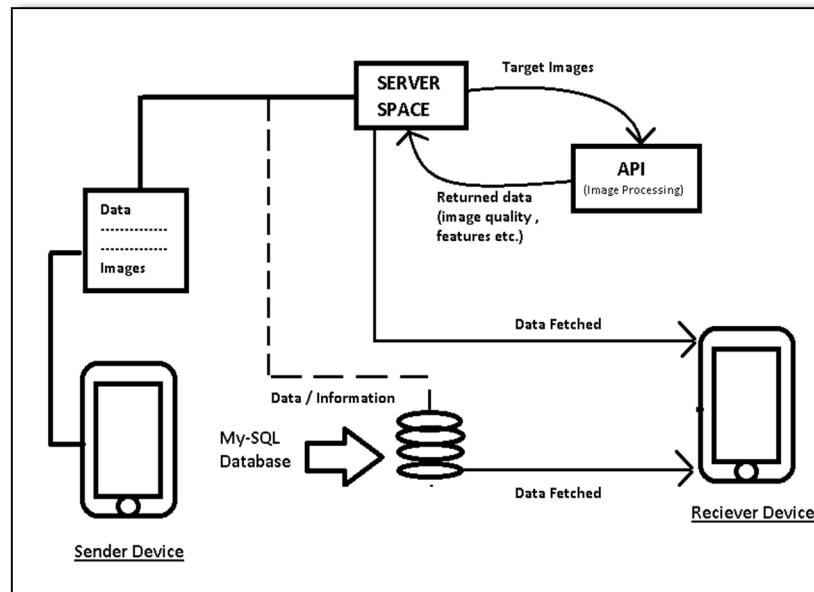 SERVER
SPACE
Target Images
API
(Image Processing)
Returned data
(image quality ,
features etc.)
Data
Images
Data Fetched
Data / Information
My-SQL
Database
Data Fetched
Sender Device
Reciever Device